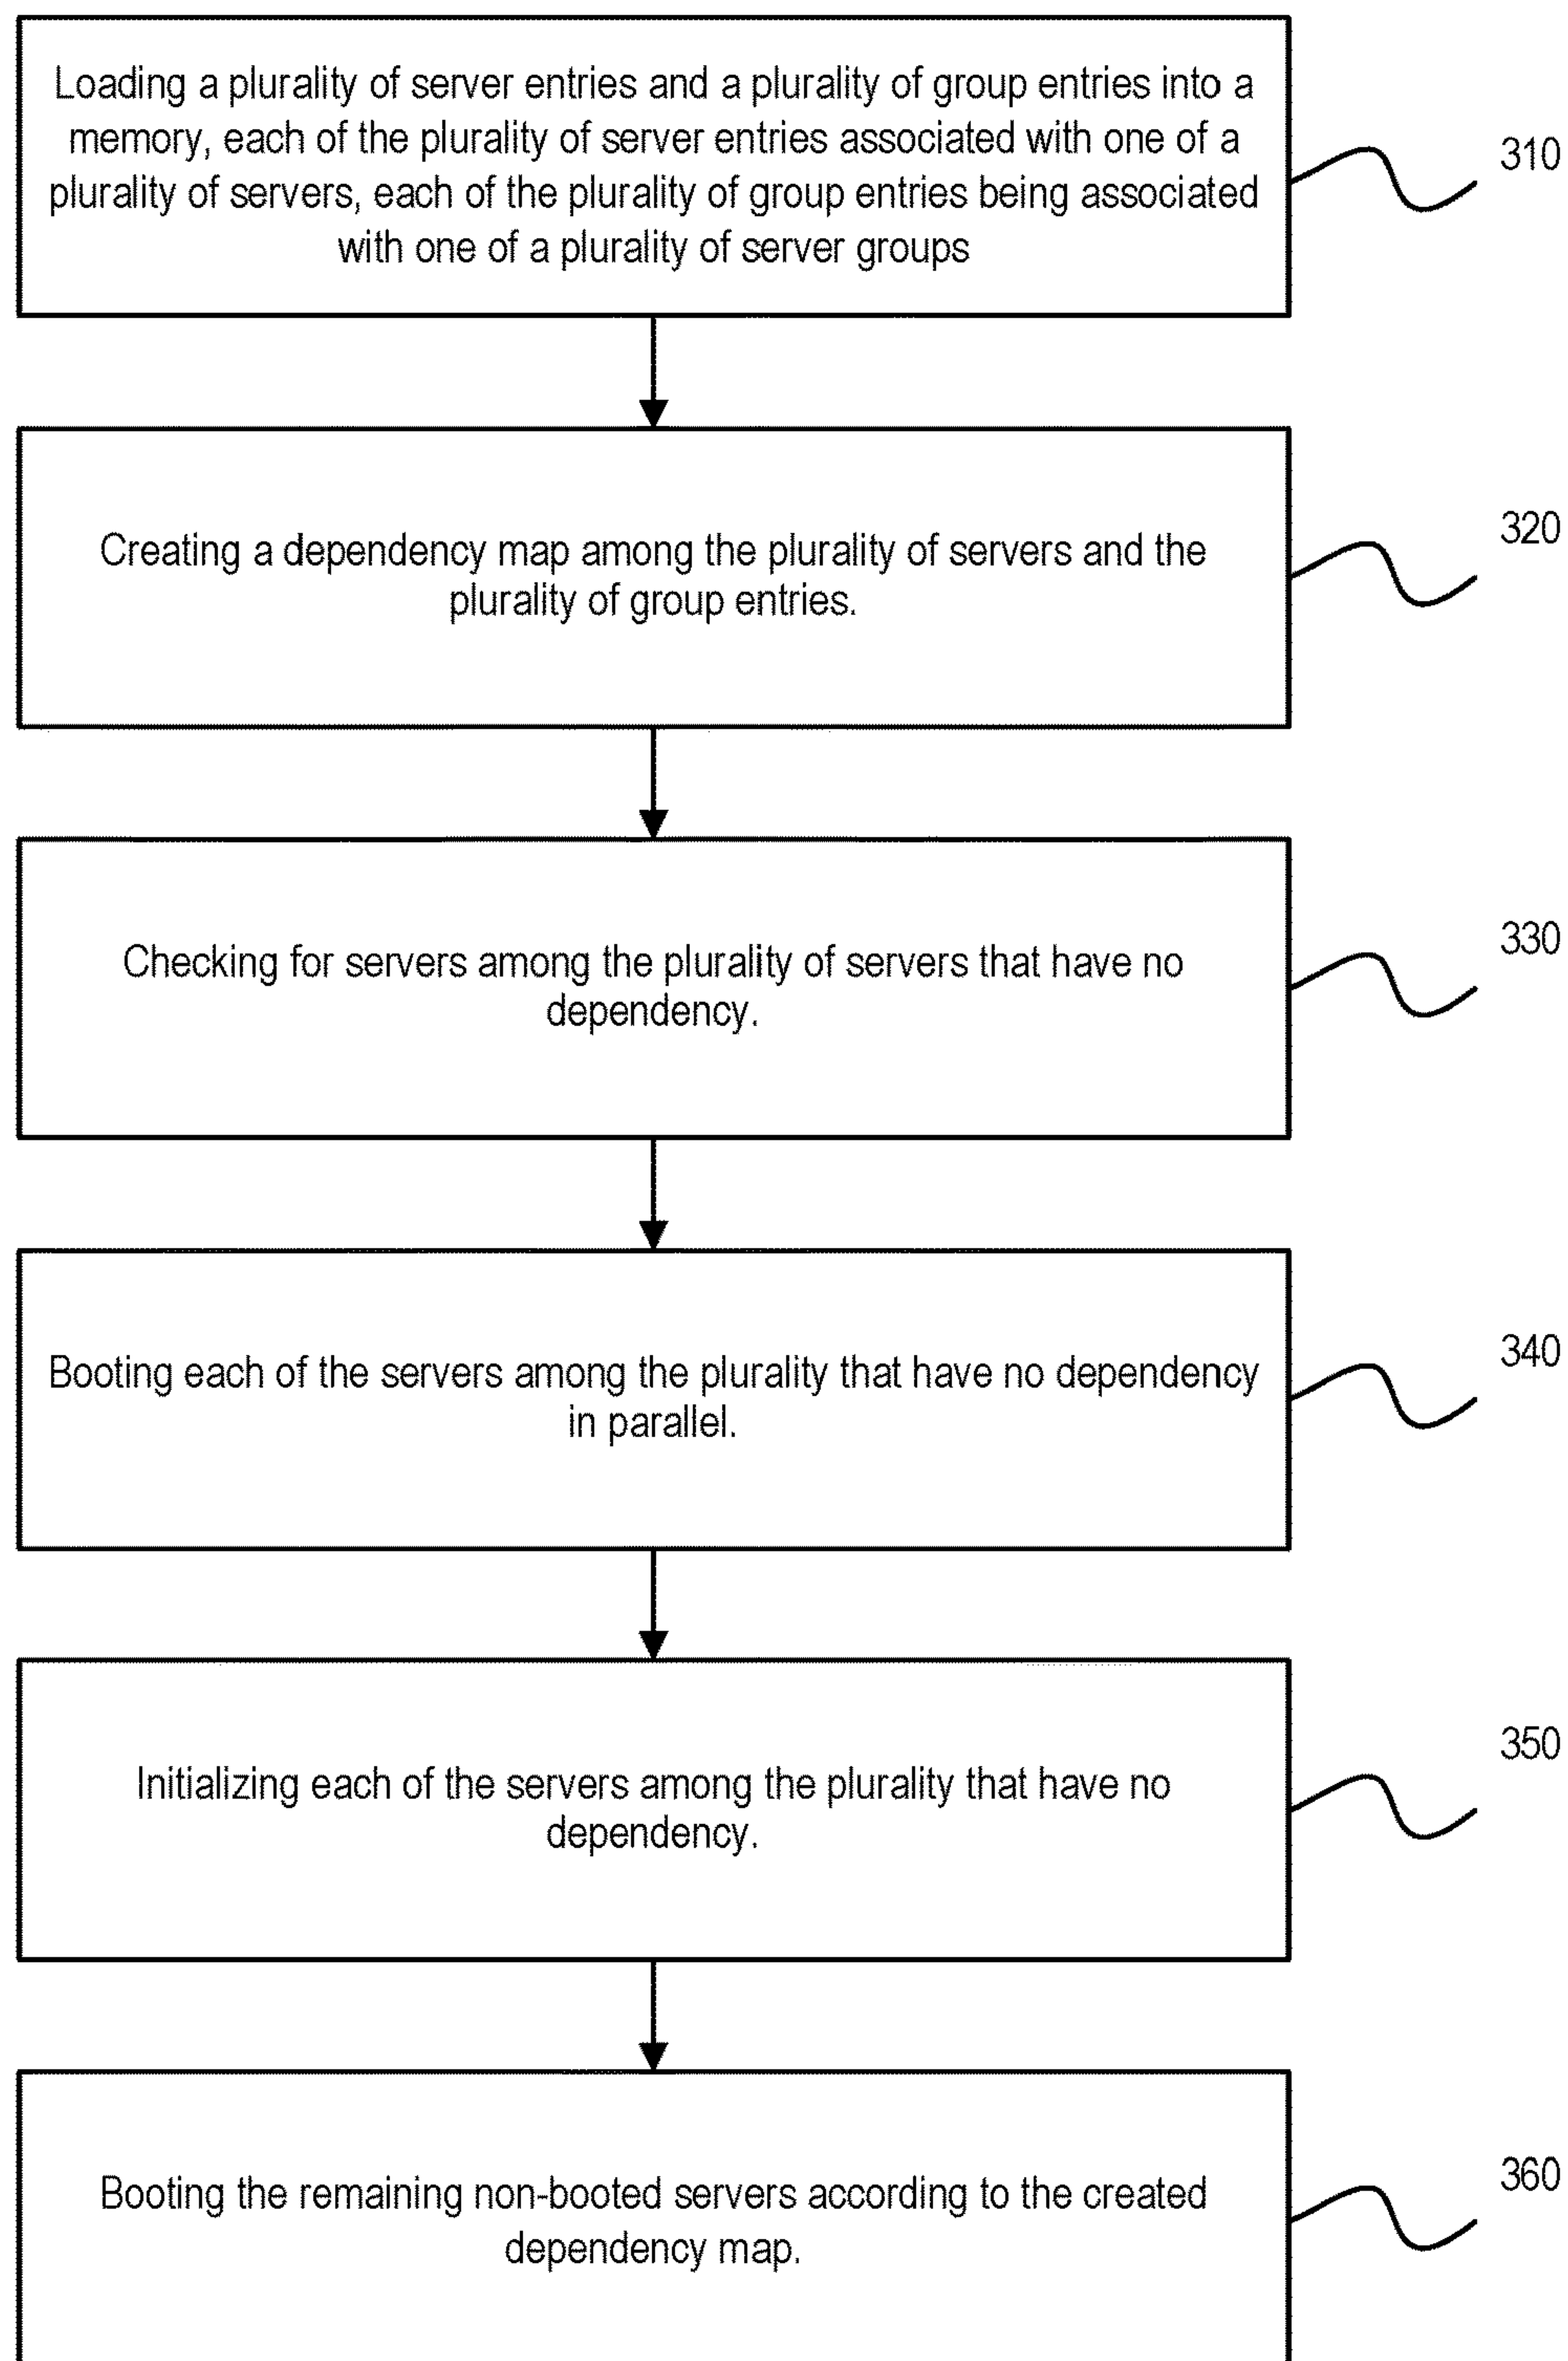 Loading a plurality of server entries and a plurality of group entries into a
memory, each of the plurality of server entries associated with one of a
plurality of servers, each of the plurality of group entries being associated
with one of a plurality of server groups
310
Creating a dependency map among the plurality of servers and the
plurality of group entries.
320
Checking for servers among the plurality of servers that have no
dependency.
330
Booting each of the servers among the plurality that have no dependency
in parallel.
340
Initializing each of the servers among the plurality that have no
dependency.
350
Booting the remaining non-booted servers according to the created
dependency map.
360